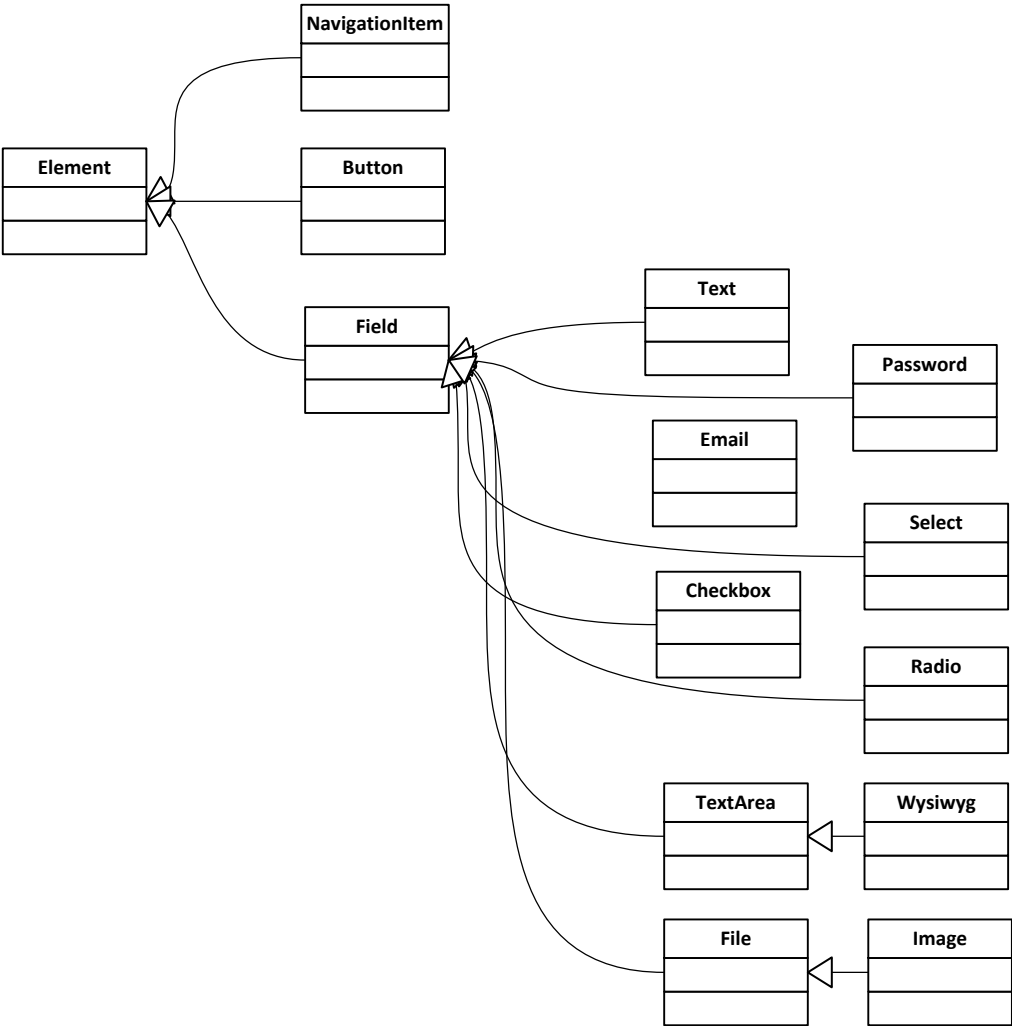 NavigationItem
Element
Button
Field
Text
Password
Email
Select
Checkbox
Radio
TextArea
Wysiwyg
File
Image